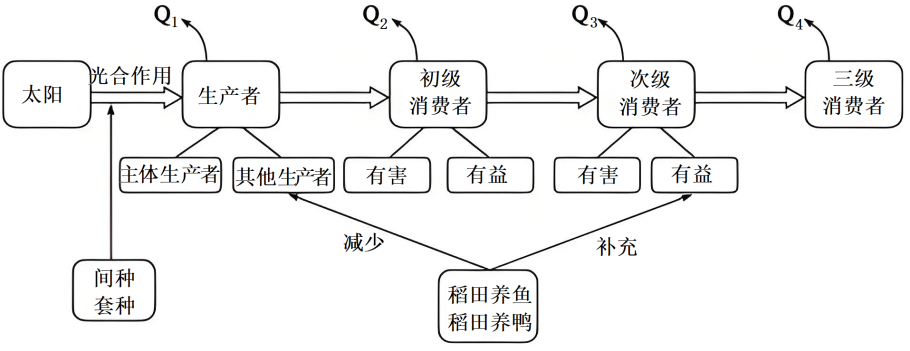 Q1
Q2
Q3
Q4
太阳
光合作用
生产者
初级
消费者
次级
消费者
三级
消费者
主体生产者
其他生产者
有害
有益
有害
有益
减少
补充
间种
套种
稻田养鱼
稻田养鸭